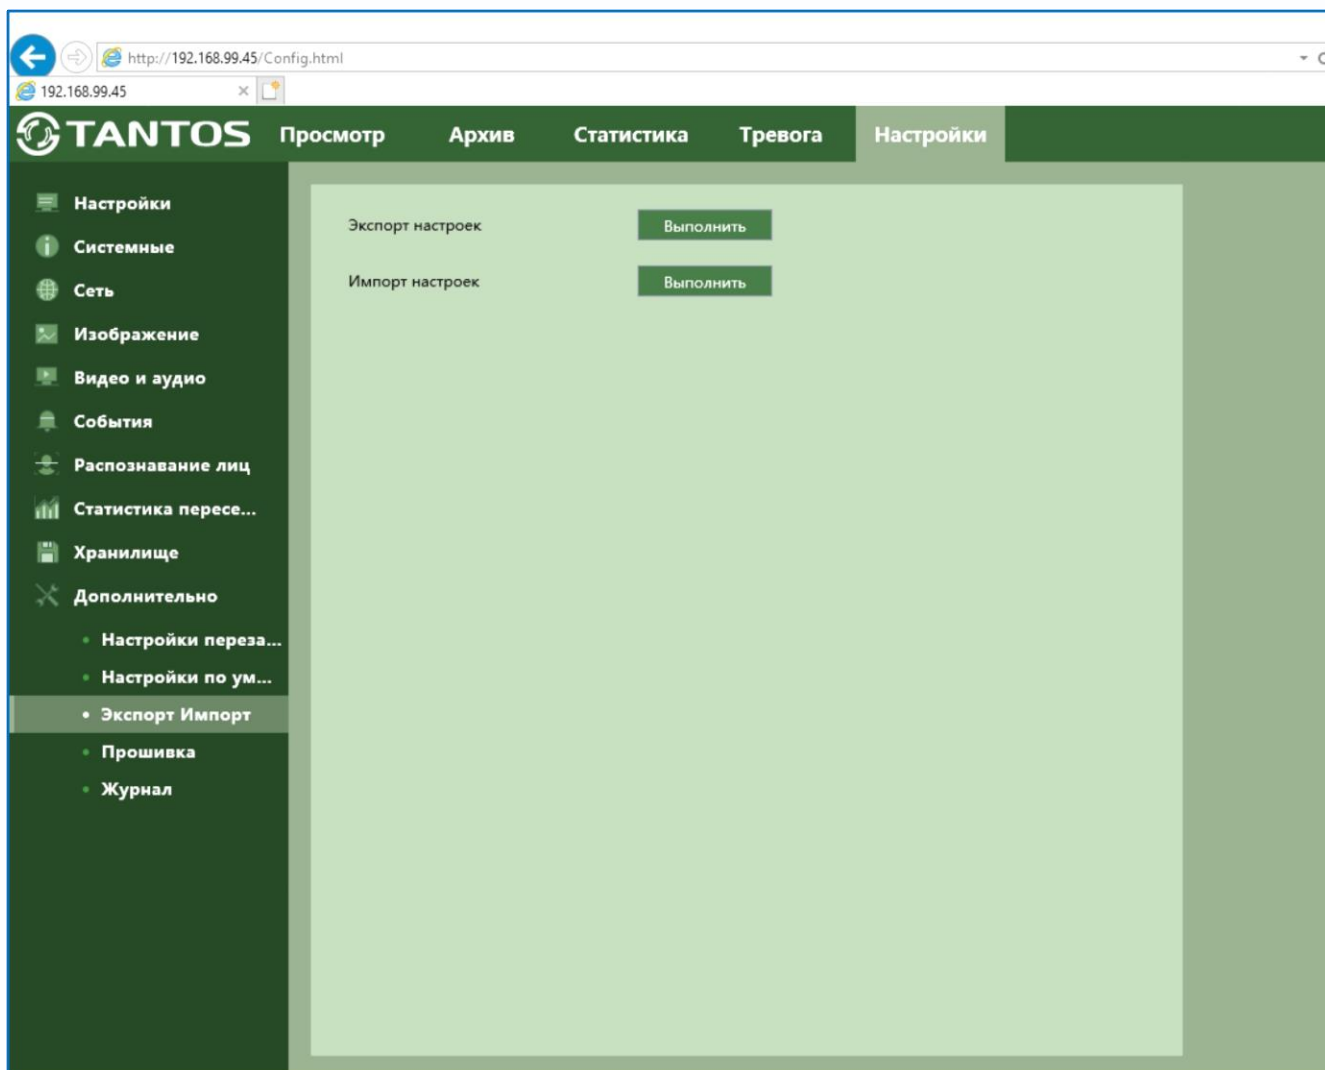 http://192.168.99.45/Config.html
192.168.99.45
TANTOS Просмотр Архив Статистика Тревога Настройки
Настройки
Системные
Сеть
Изображение
Видео и аудио
События
Распознавание лиц
Статистика пересе...
Хранилище
Дополнительно
Настройки переза...
Настройки по ум...
Экспорт Импорт
Прошивка
Журнал
Экспорт настроек Выполнить
Импорт настроек Выполнить